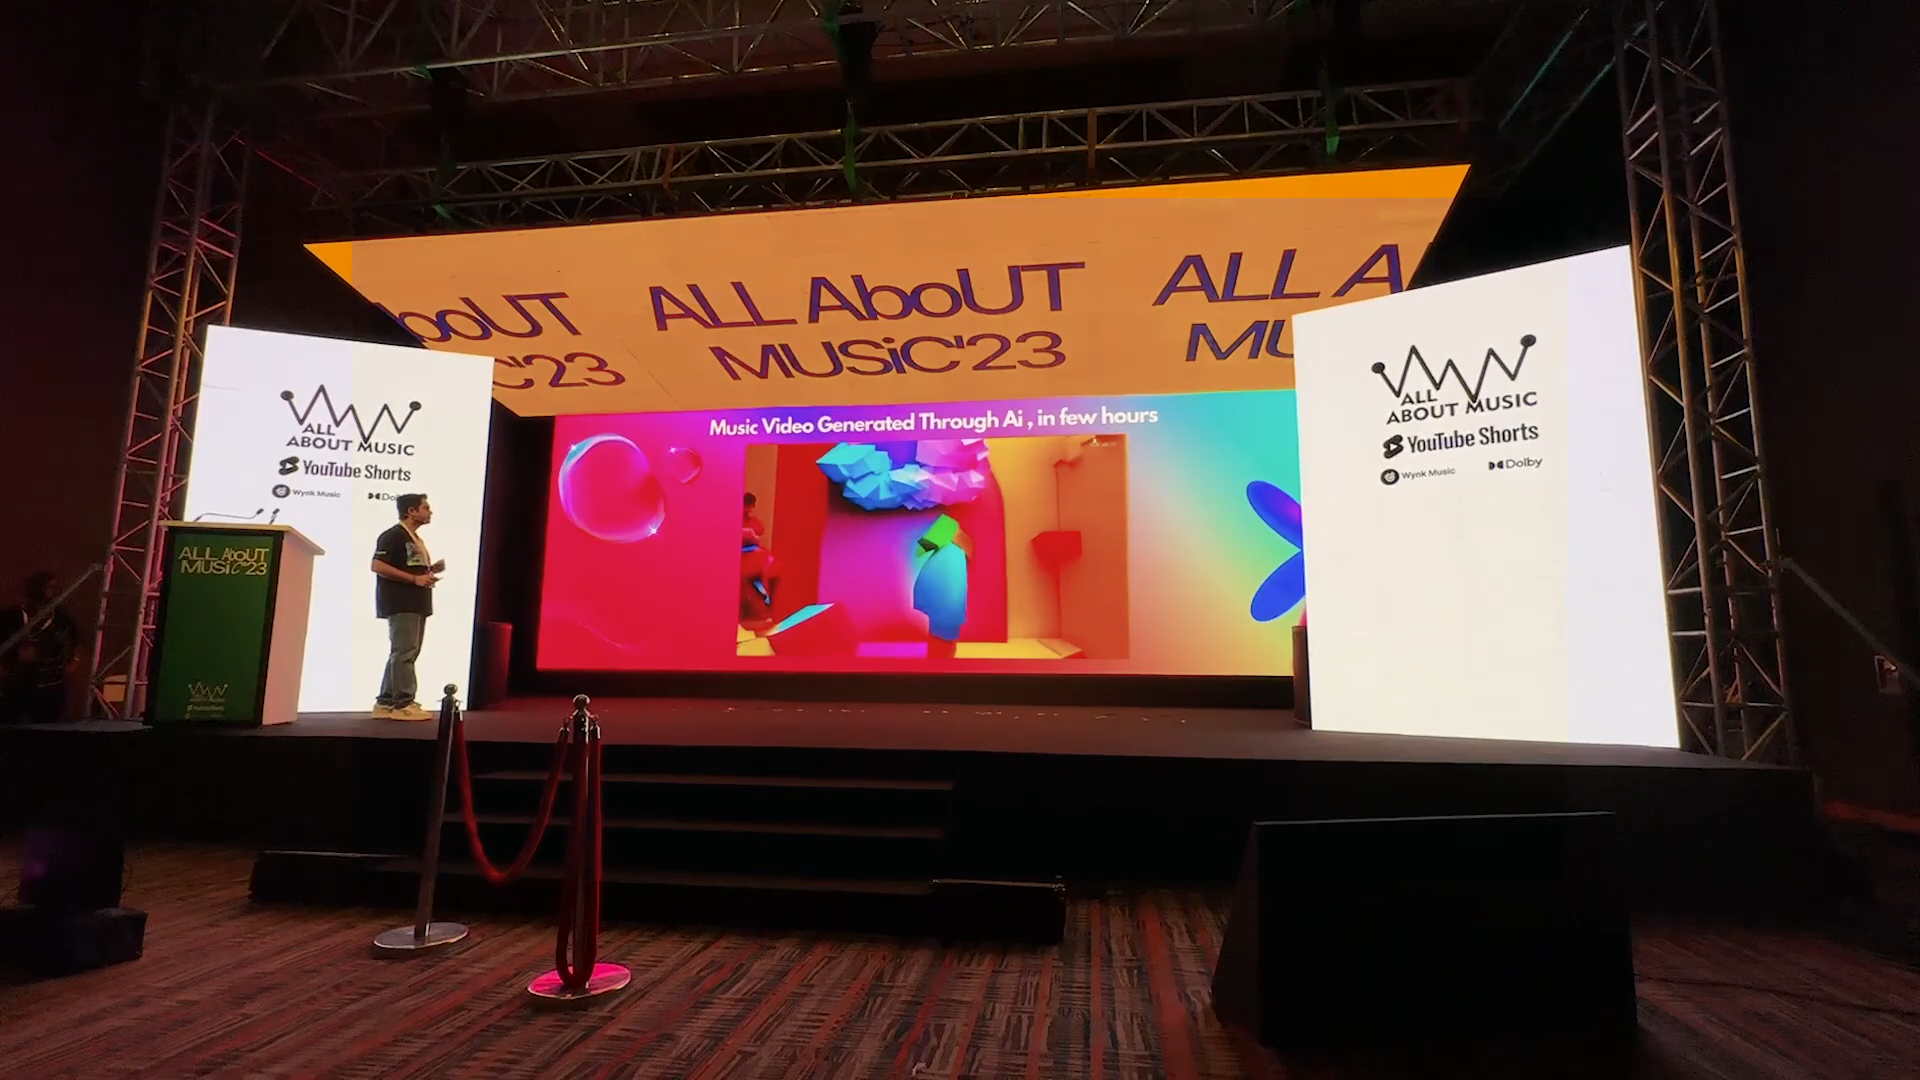 AboUT
C'23
ALL AboUT
MUSiC'23
ALL A
MU
Music Video Generated Through Ai , in few hours
ALL
ABOUT MUSIC
YouTube Shorts
Wynk Music
Dol
ALL AboUT
MUSiC'23
ALL
ABOUT MUSIC
YouTube Shorts
Wynk Music
Dolby